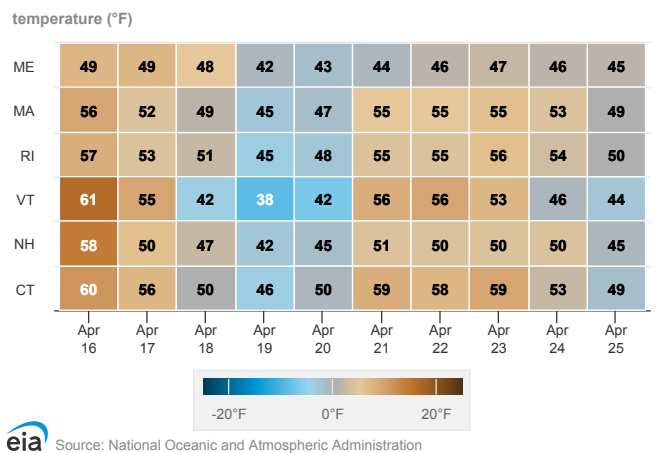 temperature (°F)
ME 49 49 48 42 43 44 46 47 46 45
MA 56 52 49 45 47 55 55 55 53 49
RI 57 53 51 45 48 55 55 56 54 50
VT 61 55 42 38 42 56 56 53 46 44
NH 58 50 47 42 45 51 50 50 50 45
CT 60 56 50 46 50 59 58 59 53 49
Apr Apr Apr Apr Apr Apr Apr Apr Apr Apr
16 17 18 19 20 21 22 23 24 25
-20°F 0°F 20°F
eia Source: National Oceanic and Atmospheric Administration